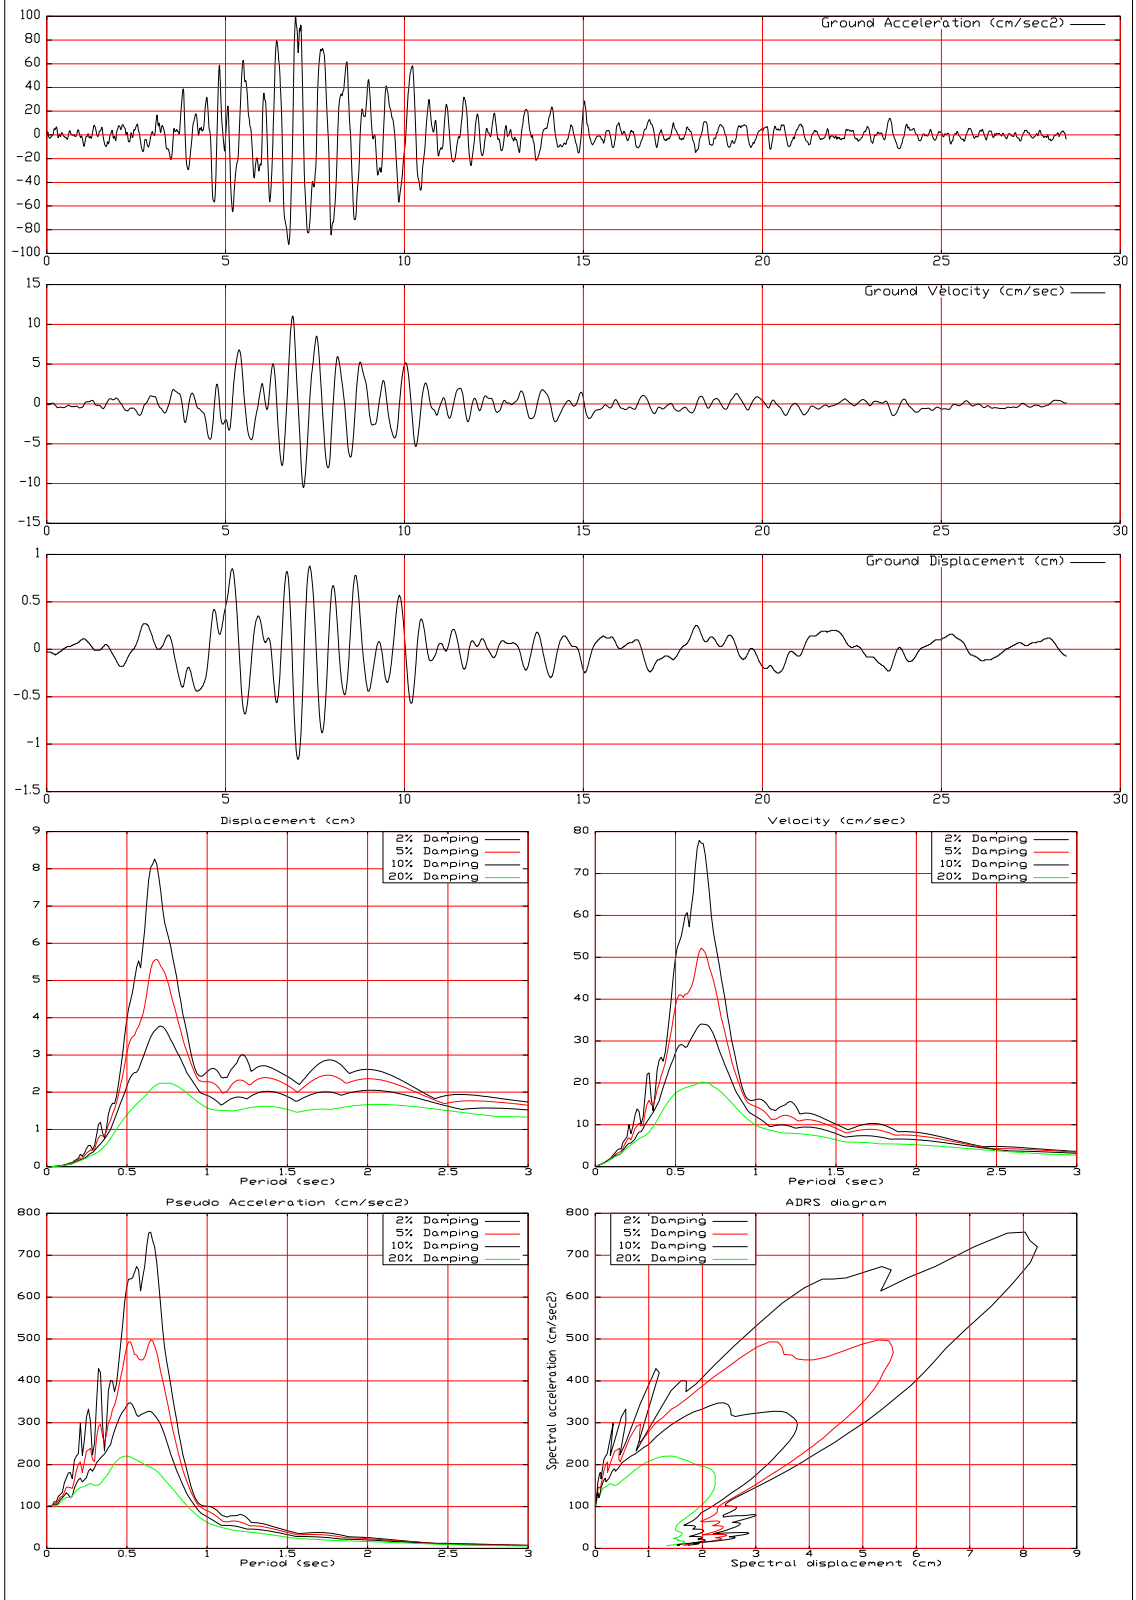 Ground Acceleration (cm/sec2)
100
80
60
40
20
0
-20
-40
-60
-80
-100
0 5 10 15 20 25 30
Ground Velocity (cm/sec)
15
10
5
0
-5
-10
-15
0 5 10 15 20 25 30
Ground Displacement (cm)
1
0.5
0
-0.5
-1
-1.5
0 5 10 15 20 25 30
Displacement (cm)
2% Damping
5% Damping
10% Damping
20% Damping
9
8
7
6
5
4
3
2
1
0
0 0.5 1 1.5 2 2.5 3
Period (sec)
Velocity (cm/sec)
2% Damping
5% Damping
10% Damping
20% Damping
80
70
60
50
40
30
20
10
0
0 0.5 1 1.5 2 2.5 3
Period (sec)
Pseudo Acceleration (cm/sec2)
2% Damping
5% Damping
10% Damping
20% Damping
800
700
600
500
400
300
200
100
0
0 0.5 1 1.5 2 2.5 3
Period (sec)
ADRS diagram
2% Damping
5% Damping
10% Damping
20% Damping
Spectral acceleration (cm/sec2)
800
700
600
500
400
300
200
100
0
0 1 2 3 4 5 6 7 8 9
Spectral displacement (cm)